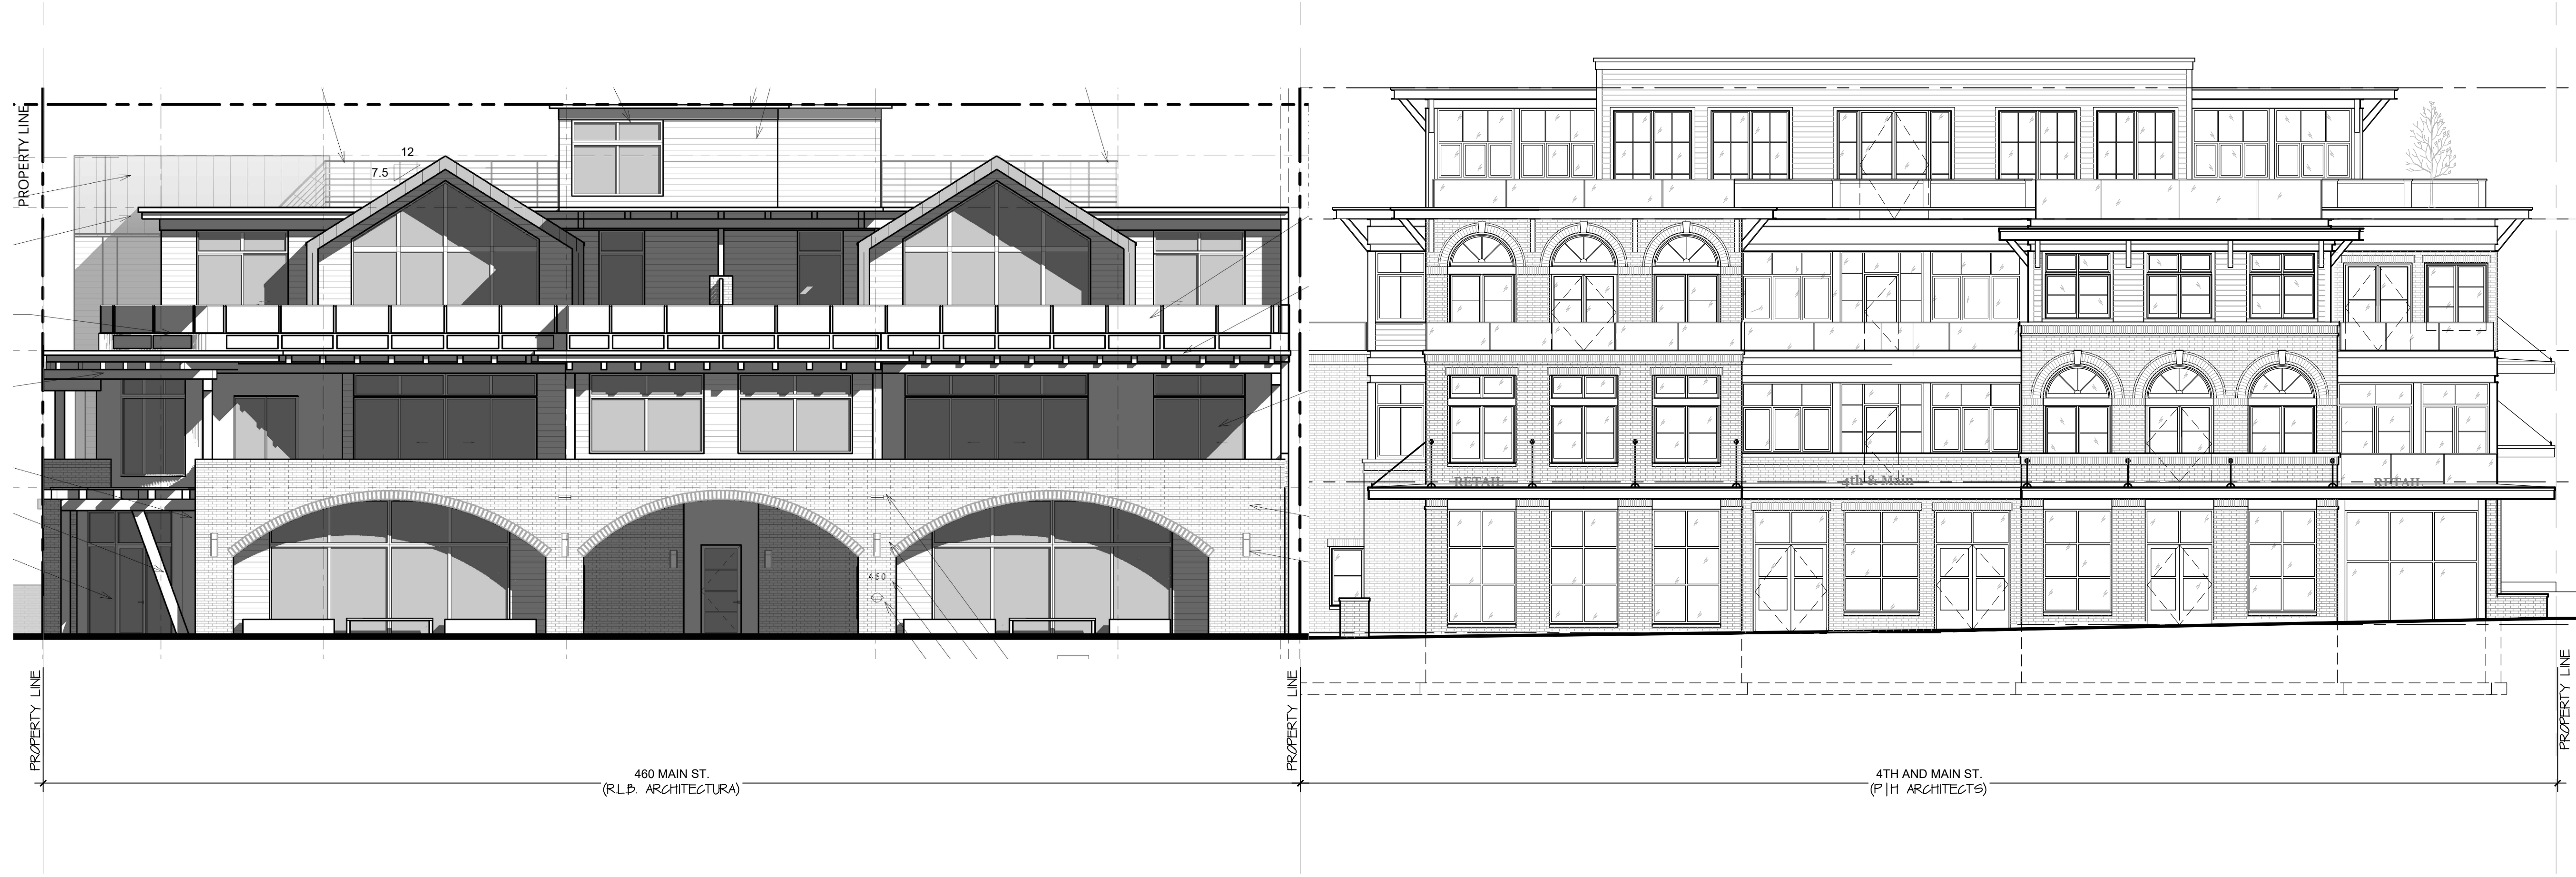 PROPERTY LINE
12
7.5
RETAIL
4th & Main
RETAIL
460
PROPERTY LINE
PROPERTY LINE
PROPERTY LINE
460 MAIN ST.
(R.L.B. ARCHITECTURA)
4TH AND MAIN ST.
(P|H ARCHITECTS)